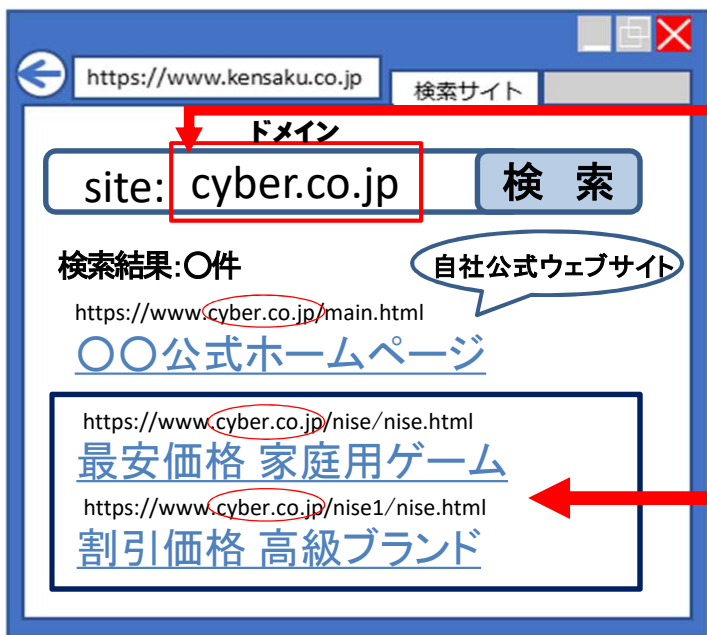 https://www.kensaku.co.jp
検索サイト
ドメイン
site: cyber.co.jp
検 索
検索結果:〇件
自社公式ウェブサイト
https://www.cyber.co.jp/main.html
〇〇公式ホームページ
https://www.cyber.co.jp/nise/nise.html
最安価格 家庭用ゲーム
https://www.cyber.co.jp/nise1/nise.html
割引価格 高級ブランド